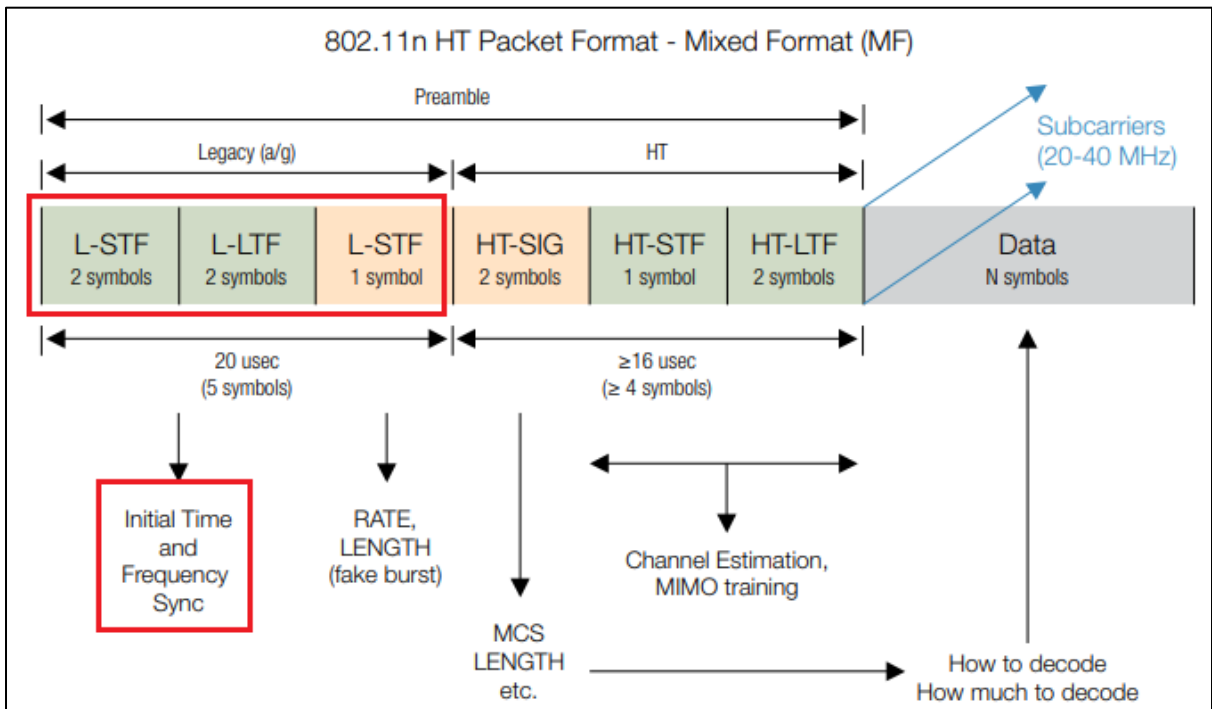 802.11n HT Packet Format - Mixed Format (MF)
Preamble
Legacy (a/g)
HT
Subcarriers
(20-40 MHz)
L-STF
2 symbols
L-LTF
2 symbols
L-STF
1 symbol
HT-SIG
2 symbols
HT-STF
1 symbol
HT-LTF
2 symbols
Data
N symbols
20 usec
(5 symbols)
≥16 usec
(≥ 4 symbols)
Initial Time
and
Frequency
Sync
RATE,
LENGTH
(fake burst)
Channel Estimation,
MIMO training
MCS
LENGTH
etc.
How to decode
How much to decode